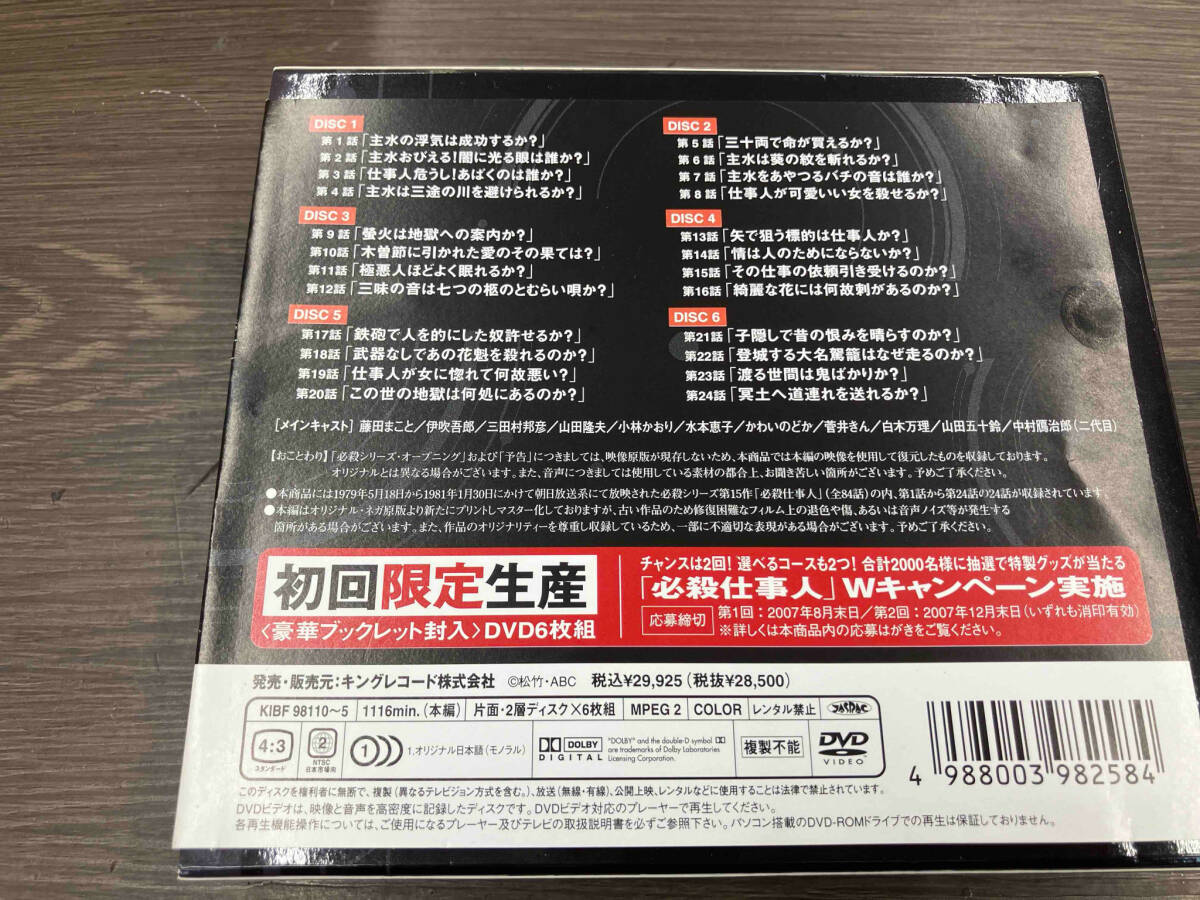 DISC 1
第1話「主水の浮気は成功するか?」
第2話「主水おびえる!闇に光る眼は誰か?」
第3話「仕事人危うし!あばくのは誰か?」
第4話「主水は三途の川を避けられるか?」
DISC 2
第5話「三十両で命が買えるか?」
第6話「主水は葵の紋を斬れるか?」
第7話「主水をあやつるバチの音は誰か?」
第8話「仕事人が可愛いい女を殺せるか?」
DISC 3
第9話「螢火は地獄への案内か?」
第10話「木曽節に引かれた愛のその果ては?」
第11話「極悪人ほどよく眠れるか?」
第12話「三味の音は七つの柩のとむらい唄か?」
DISC 4
第13話「矢で狙う標的は仕事人か?」
第14話「情は人のためにならないか?」
第15話「その仕事の依頼引き受けるのか?」
第16話「綺麗な花には何故刺があるのか?」
DISC 5
第17話「鉄砲で人を的にした奴許せるか?」
第18話「武器なしであの花魁を殺れるのか?」
第19話「仕事人が女に惚れて何故悪い?」
第20話「この世の地獄は何処にあるのか?」
DISC 6
第21話「子隠しで昔の恨みを晴らすのか?」
第22話「登城する大名駕籠はなぜ走るのか?」
第23話「渡る世間は鬼ばかりか?」
第24話「冥土へ道連れを送れるか?」
[メインキャスト]藤田まこと/伊吹吾郎/三田村邦彦/山田隆夫/小林かおり/水本恵子/かわいのどか/菅井きん/白木万理/山田五十鈴/中村鴈治郎(二代目)
【おことわり】「必殺シリーズ・オープニング」および「予告」につきましては、映像原版が現存しないため、本商品では本編の映像を使用して復元したものを収録しております。
オリジナルとは異なる場合がございます。また、音声につきましては使用している素材の都合上、お聞き苦しい箇所がございます。予めご了承ください。
●本商品には1979年5月18日から1981年1月30日にかけて朝日放送系にて放映された必殺シリーズ第15作「必殺仕事人」(全84話)の内、第1話から第24話の24話が収録されています。
●本編はオリジナル・ネガ原版より新たにプリントしマスター化しておりますが、古い作品のため修復困難なフィルム上の退色や傷、あるいは音声ノイズ等が発生する
箇所がある場合がございます。また、作品のオリジナリティーを尊重し収録しているため、一部に不適切な表現がある場合がございます。予めご了承ください。
初回限定生産
〈豪華ブックレット封入〉DVD6枚組
チャンスは2回!選べるコースも2つ!合計2000名様に抽選で特製グッズが当たる
「必殺仕事人」Wキャンペーン実施
応募締切 第1回:2007年8月末日/第2回:2007年12月末日(いずれも消印有効)
※詳しくは本商品内の応募はがきをご覧ください。
発売・販売元:キングレコード株式会社 ©松竹・ABC 税込¥29,925(税抜¥28,500)
KIBF 98110〜5 1116min.(本編) 片面・2層ディスク×6枚組 MPEG 2 COLOR レンタル禁止 JASRAC
4:3 スタンダード
2 NTSC 日本市場向
1) 1.オリジナル日本語(モノラル)
DOLBY DIGITAL
"DOLBY" and the double-D symbol are trademarks of Dolby Laboratories Licensing Corporation.
複製不能
DVD VIDEO
4 988003 982584
このディスクを権利者に無断で、複製(異なるテレビジョン方式を含む。)、放送(無線・有線)、公開上映、レンタルなどに使用することは法律で禁止されています。
DVDビデオは、映像と音声を高密度に記録したディスクです。DVDビデオ対応のプレーヤーで再生してください。
各再生機能操作については、ご使用になるプレーヤー及びテレビの取扱説明書を必ずご参照下さい。パソコン搭載のDVD-ROMドライブでの再生は保証しておりません。